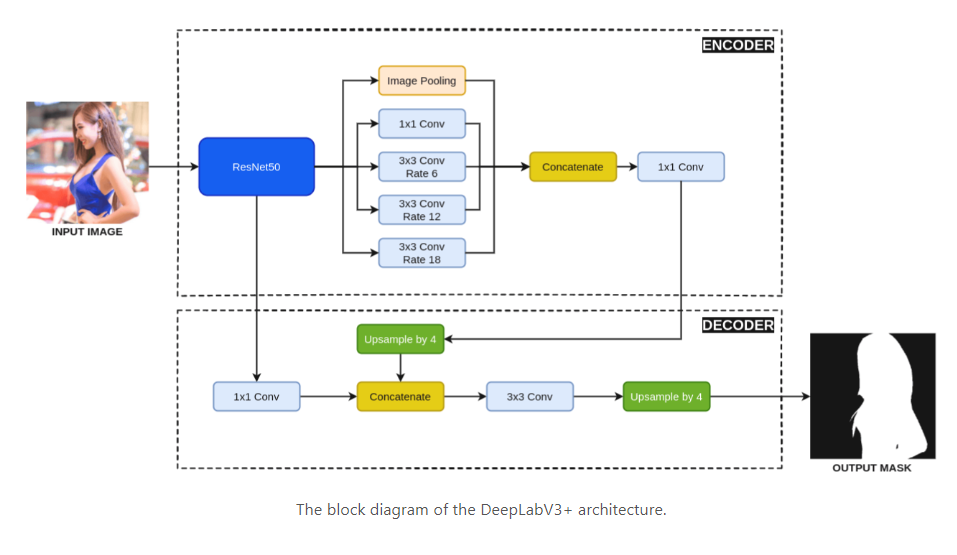 ENCODER
Image Pooling
1x1 Conv
ResNet50
3x3 Conv
Rate 6
Concatenate
1x1 Conv
3x3 Conv
Rate 12
INPUT IMAGE
3x3 Conv
Rate 18
DECODER
Upsample by 4
1x1 Conv
Concatenate
3x3 Conv
Upsample by 4
OUTPUT MASK
The block diagram of the DeepLabV3+ architecture.